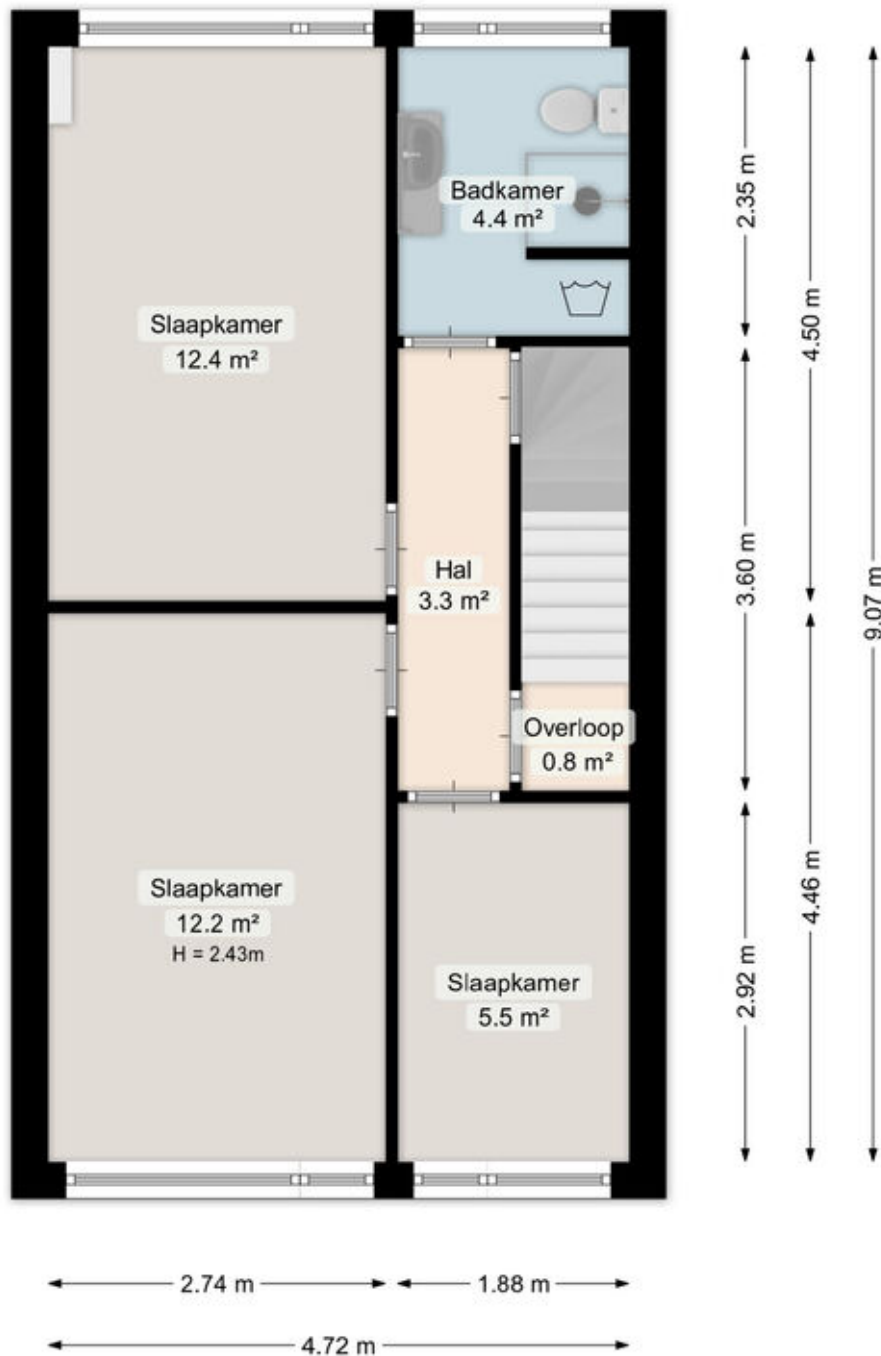 Badkamer
4.4 m²
Slaapkamer
12.4 m²
Hal
3.3 m²
Overloop
0.8 m²
Slaapkamer
12.2 m²
H = 2.43m
Slaapkamer
5.5 m²
2.35 m
4.50 m
3.60 m
9.07 m
4.46 m
2.92 m
2.74 m
1.88 m
4.72 m